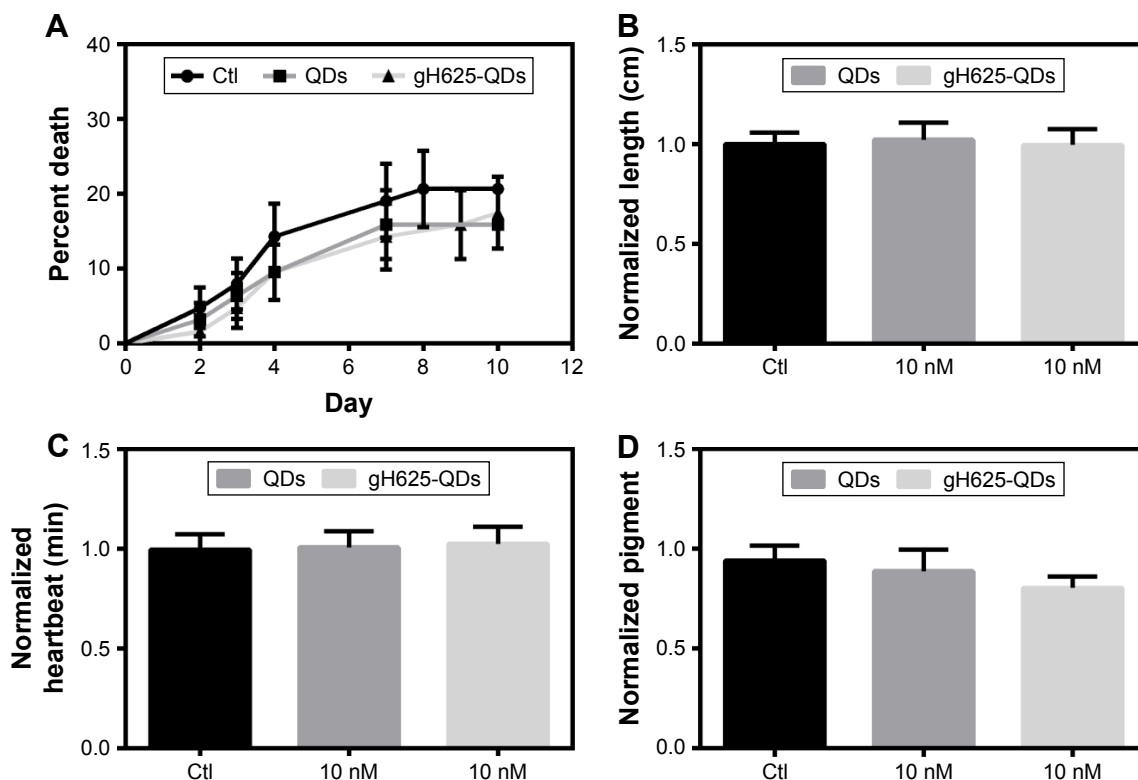 A
Percent death
40
30
20
10
0
Ctl QDs gH625-QDs
0 2 4 6 8 10 12
Day
B
Normalized length (cm)
1.5
1.0
0.5
0.0
QDs gH625-QDs
Ctl 10 nM 10 nM
C
Normalized
heartbeat (min)
1.5
1.0
0.5
0.0
QDs gH625-QDs
Ctl 10 nM 10 nM
D
Normalized pigment
1.5
1.0
0.5
0.0
QDs gH625-QDs
Ctl 10 nM 10 nM